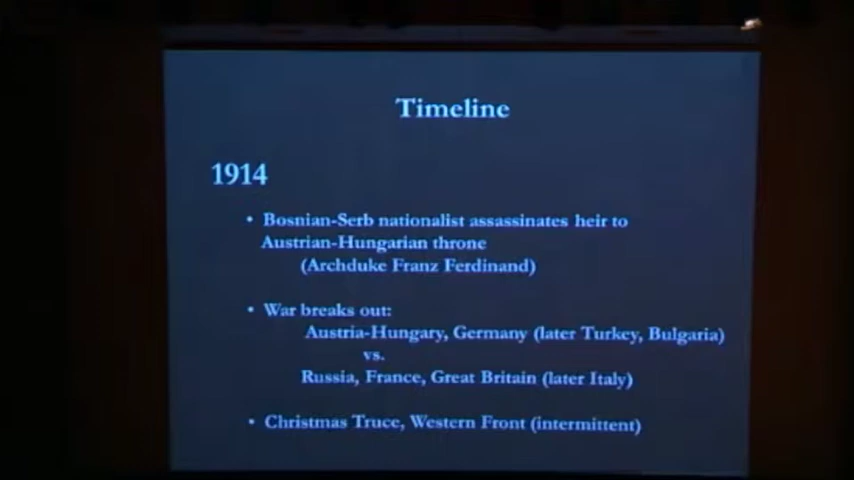 Timeline
1914
• Bosnian-Serb nationalist assassinates heir to
Austrian-Hungarian throne
(Archduke Franz Ferdinand)
• War breaks out:
Austria-Hungary, Germany (later Turkey, Bulgaria)
vs.
Russia, France, Great Britain (later Italy)
• Christmas Truce, Western Front (intermittent)